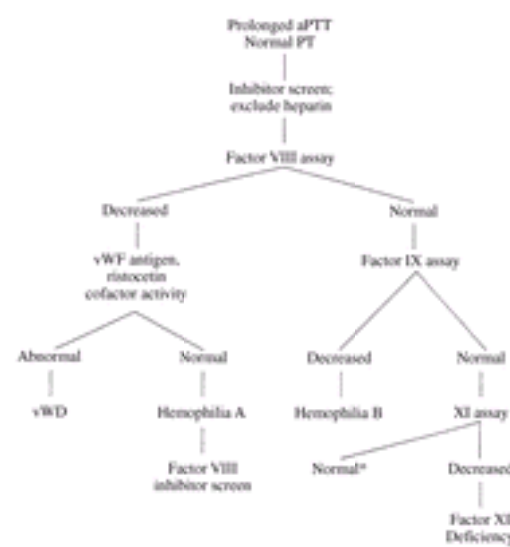 Prolonged aPTT
Normal PT
Inhibitor screen;
exclude heparin
Factor VIII assay
Decreased
Normal
vWF antigen,
ristocetin
cofactor activity
Factor IX assay
Abnormal
Normal
Decreased
Normal
vWD
Hemophilia A
Hemophilia B
XI assay
Factor VIII
inhibitor screen
Normal*
Decreased
Factor XI
Deficiency